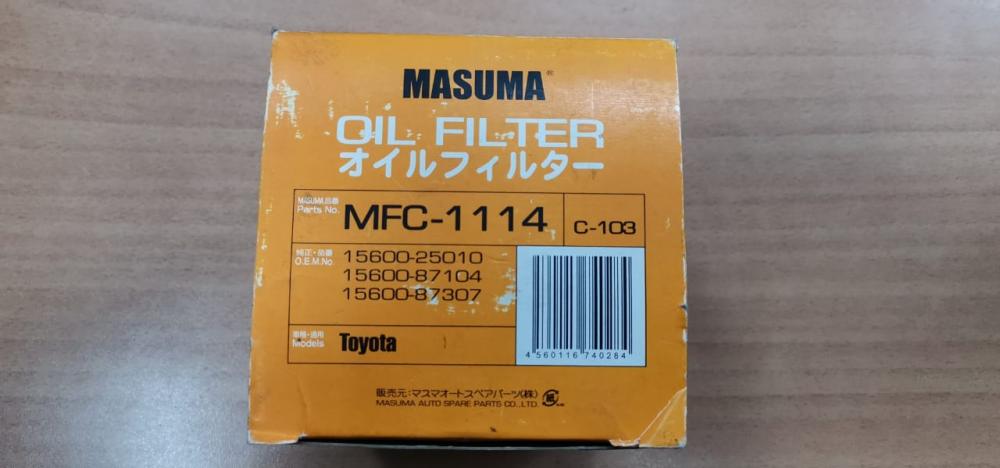 MASUMA®
OIL FILTER
オイルフィルター
MASUMA品番
Parts No.
MFC-1114
C-103
純正・品番
O.E.M.No.
15600-25010
15600-87104
15600-87307
車種・適用
Models
Toyota
4 560116 740284
販売元:マスマオートスペアパーツ(株)
MASUMA AUTO SPARE PARTS CO.,LTD.